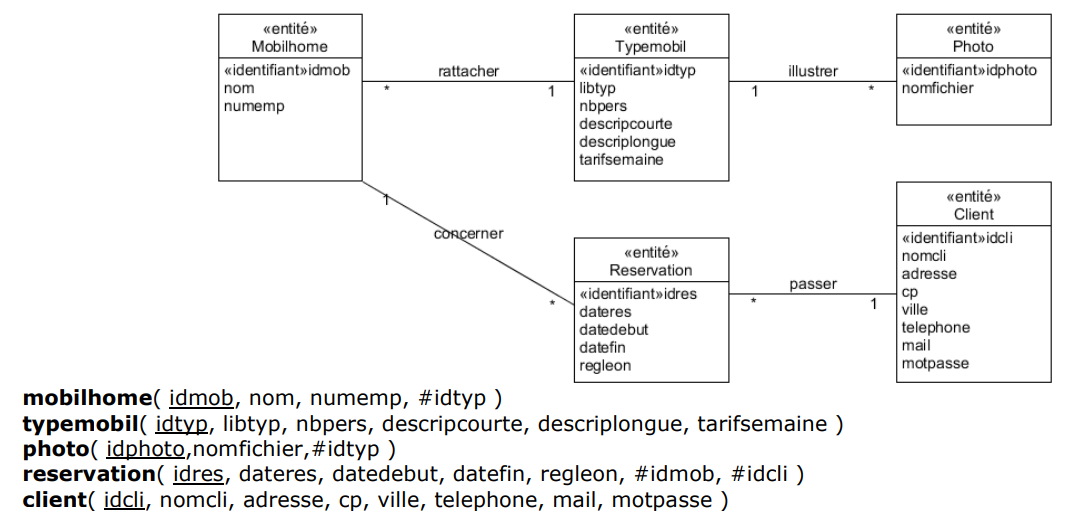 «entité»
Mobilhome
«identifiant»idmob
nom
numemp
rattacher
*
1
«entité»
Typemobil
«identifiant»idtyp
libtyp
nbpers
descripcourte
descriplongue
tarifsemaine
illustrer
1
*
«entité»
Photo
«identifiant»idphoto
nomfichier
1
concerner
*
«entité»
Reservation
«identifiant»idres
dateres
datedebut
datefin
regleon
passer
*
1
«entité»
Client
«identifiant»idcli
nomcli
adresse
cp
ville
telephone
mail
motpasse
mobilhome( idmob, nom, numemp, #idtyp )
typemobil( idtyp, libtyp, nbpers, descripcourte, descriplongue, tarifsemaine )
photo( idphoto,nomfichier,#idtyp )
reservation( idres, dateres, datedebut, datefin, regleon, #idmob, #idcli )
client( idcli, nomcli, adresse, cp, ville, telephone, mail, motpasse )